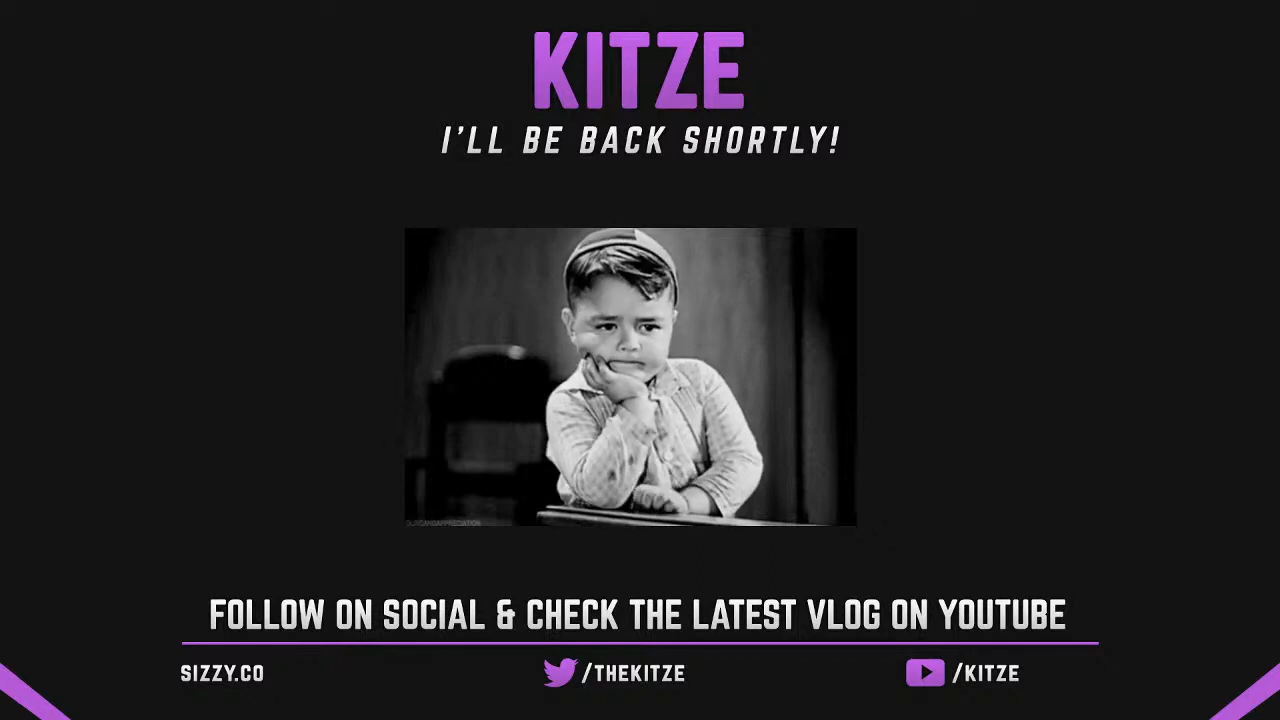 KITZE
I'LL BE BACK SHORTLY!
FOLLOW ON SOCIAL & CHECK THE LATEST VLOG ON YOUTUBE
SIZZY.CO /THEKITZE /KITZE